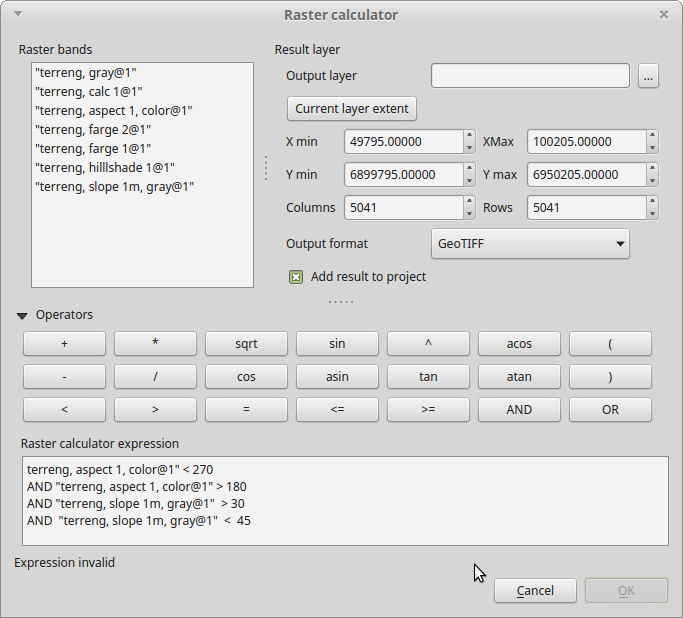 Raster calculator
Raster bands
"terreng, gray@1"
"terreng, calc 1@1"
"terreng, aspect 1, color@1"
"terreng, farge 2@1"
"terreng, farge 1@1"
"terreng, hilllshade 1@1"
"terreng, slope 1m, gray@1"
Result layer
Output layer ...
Current layer extent
X min 49795.00000 XMax 100205.00000
Y min 6899795.00000 Y max 6950205.00000
Columns 5041 Rows 5041
Output format GeoTIFF
Add result to project
Operators
+ * sqrt sin ^ acos (
- / cos asin tan atan )
< > = <= >= AND OR
Raster calculator expression
terreng, aspect 1, color@1" < 270
AND "terreng, aspect 1, color@1" > 180
AND "terreng, slope 1m, gray@1"  > 30
AND  "terreng, slope 1m, gray@1"  <  45
Expression invalid
Cancel OK